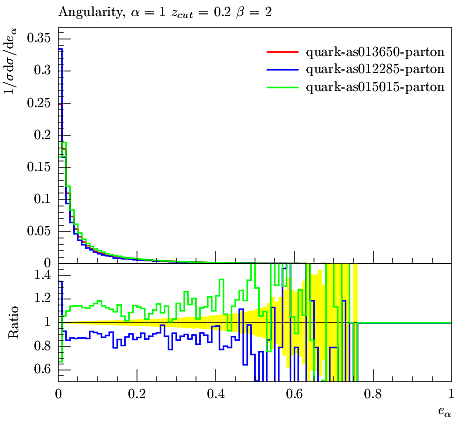 Angularity, α = 1 z_cut = 0.2 β = 2
1/σ dσ/de_α
quark-as013650-parton
quark-as012285-parton
quark-as015015-parton
0.35
0.3
0.25
0.2
0.15
0.1
0.05
0
Ratio
1.4
1.2
1
0.8
0.6
0 0.2 0.4 0.6 0.8 1
e_α